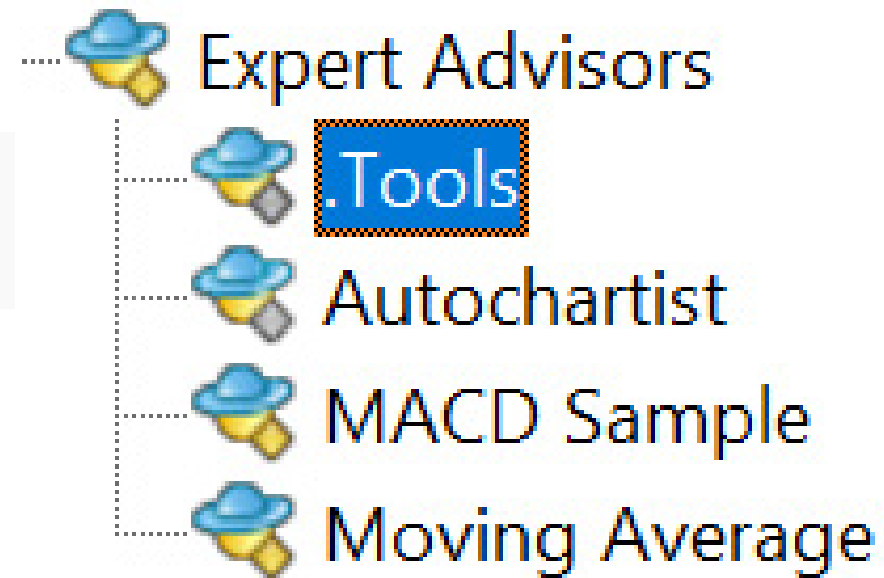 Expert Advisors
.Tools
Autochartist
MACD Sample
Moving Average